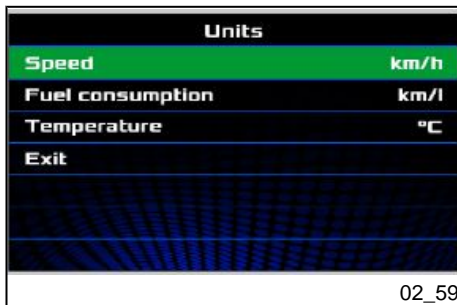 Units
Speed km/h
Fuel consumption km/l
Temperature °C
Exit
02_59